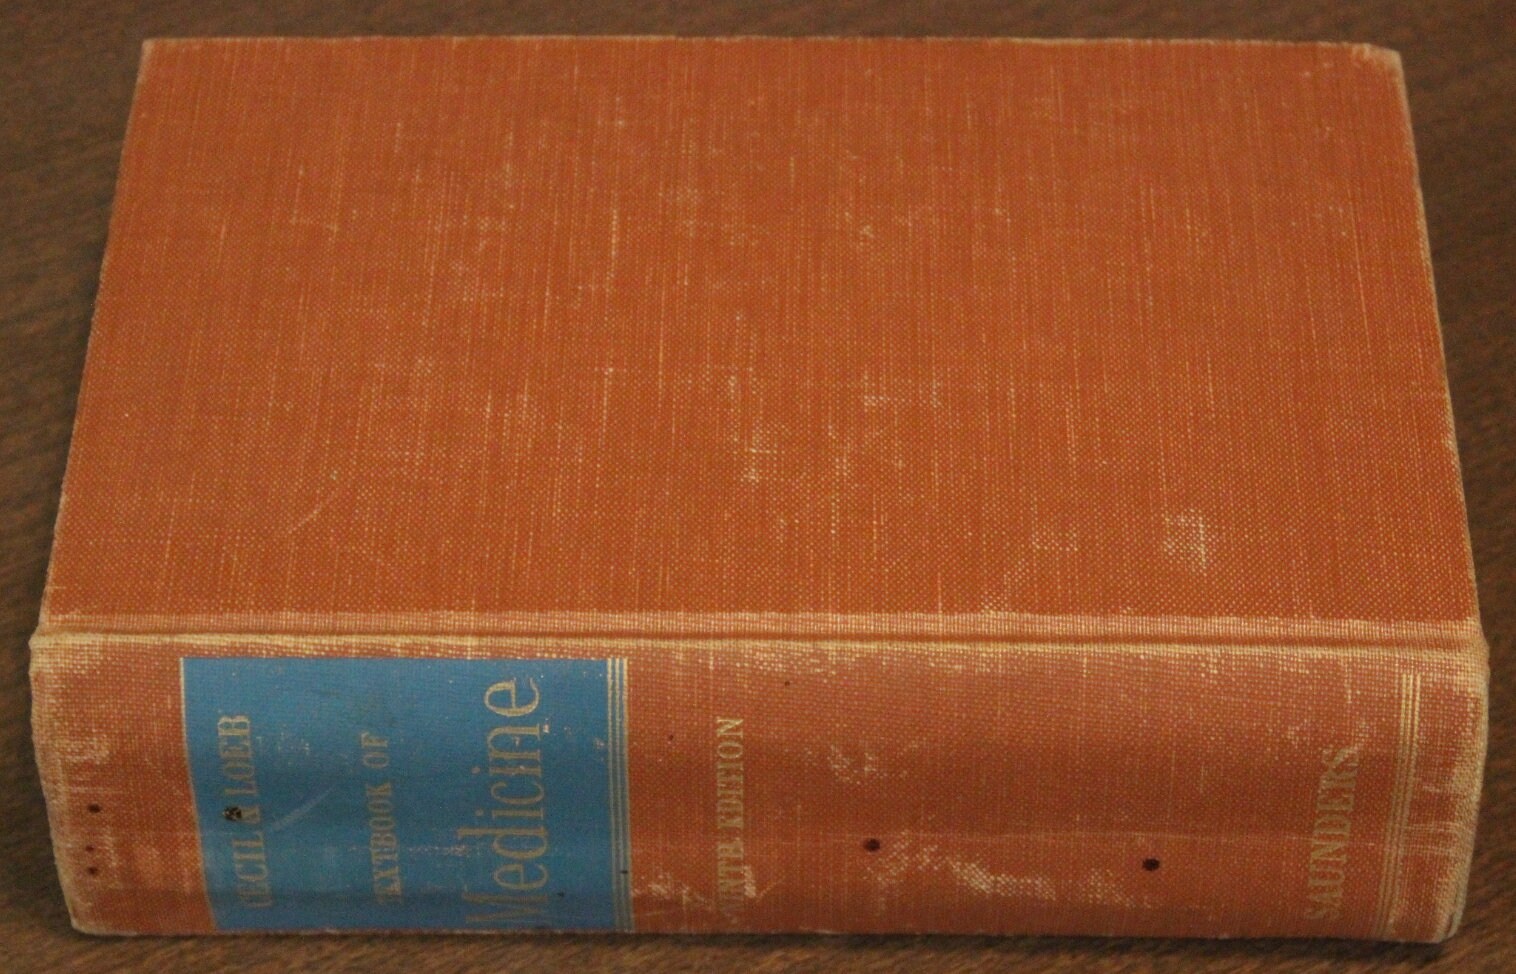 CECIL & LOEB
TEXTBOOK OF
Medicine
EDITION
SAUNDERS